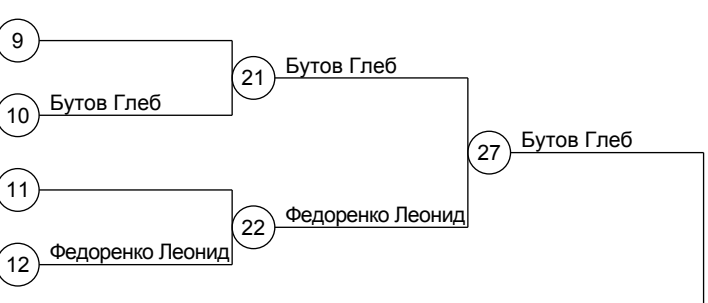 9
21 Бутов Глеб
10 Бутов Глеб
27 Бутов Глеб
11
22 Федоренко Леонид
12 Федоренко Леонид